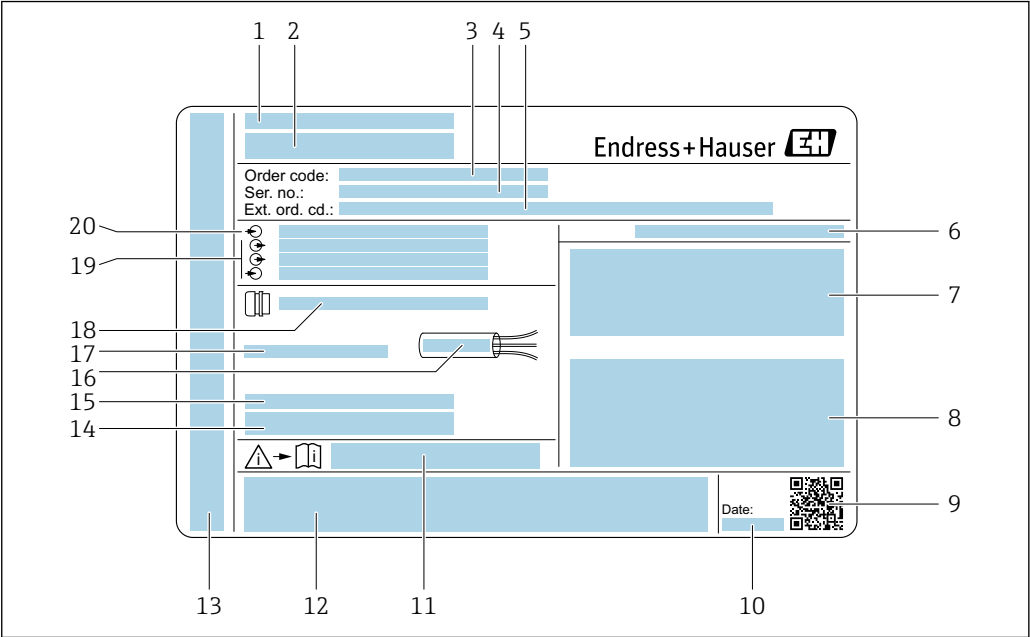 1 2 3 4 5
Endress+Hauser EH
Order code:
Ser. no.:
Ext. ord. cd.:
20
6
19
7
i
18
17
16
15
8
14
i
i
Date:
9
13 12 11 10